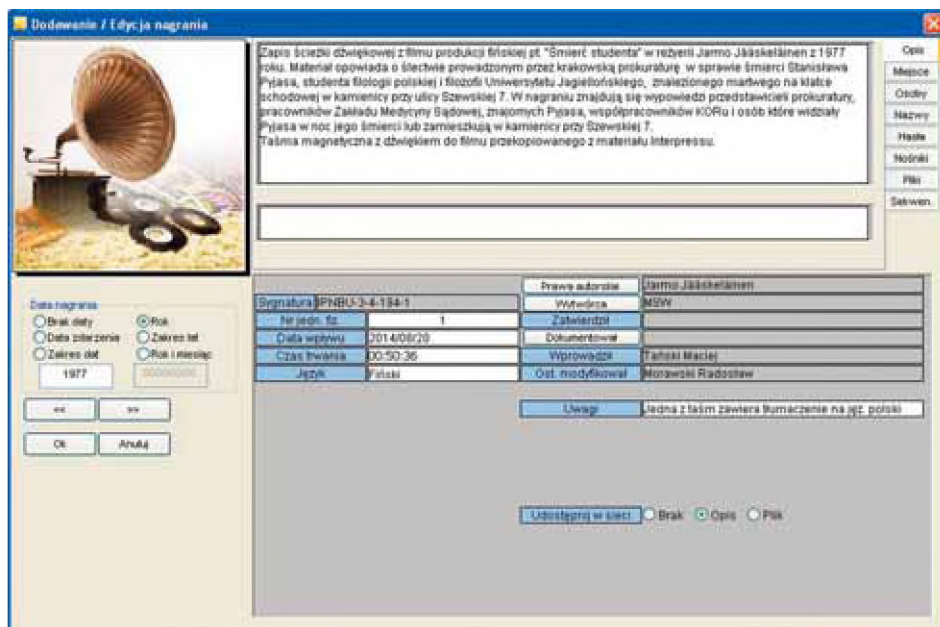 Dodawanie / Edycja nagrania
Zapis ścieżki dźwiękowej z filmu produkcji fińskiej pt. "Śmierć studenta" w reżyerii Jarmo Jääskeläinen z 1977
roku. Materiał opowiada o śledztwie prowadzonym przez krakowską prokuraturę w sprawie śmierci Stanisława
Pyjasa, studenta filologii polskiej i filozofii Uniwersytetu Jagiellońskiego, znalezionego martwego na klatce
schodowej w kamienicy przy ulicy Szewskiej 7. W nagraniu znajdują się wypowiedzi przedstawicieli prokuratury,
pracowników Zakładu Medycyny Sądowej, znajomych Pyjasa, współpracowników KORu i osób które widziały
Pyjasa w noc jego śmierci lub zamieszkują w kamienicy przy Szewskiej 7.
Taśma magnetyczna z dźwiękiem do filmu przekopiowanego z materiału Interpressu.
Opis
Miejsce
Osoby
Nazwy
Hasła
Nośniki
Pliki
Sekwen.
Data nagrania
Brak daty
Rok
Data zdarzenia
Zakres lat
Zakres dat
Rok i miesiąc
1977
<< >>
Ok Anuluj
Sygnatura IPNBU-3-4-134-1
Nr jedn. fiz. 1
Data wpływu 2014/08/20
Czas trwania 00:50:36
Język Fiński
Prawa autorskie Jarmo Jääskeläinen
Wytwórca MSW
Zatwierdził
Dokumentował
Wprowadził Tański Maciej
Ost. modyfikował Morawski Radosław
Uwagi Jedna z taśm zawiera tłumaczenie na jęz. polski
Udostępnij w sieci Brak Opis Plik